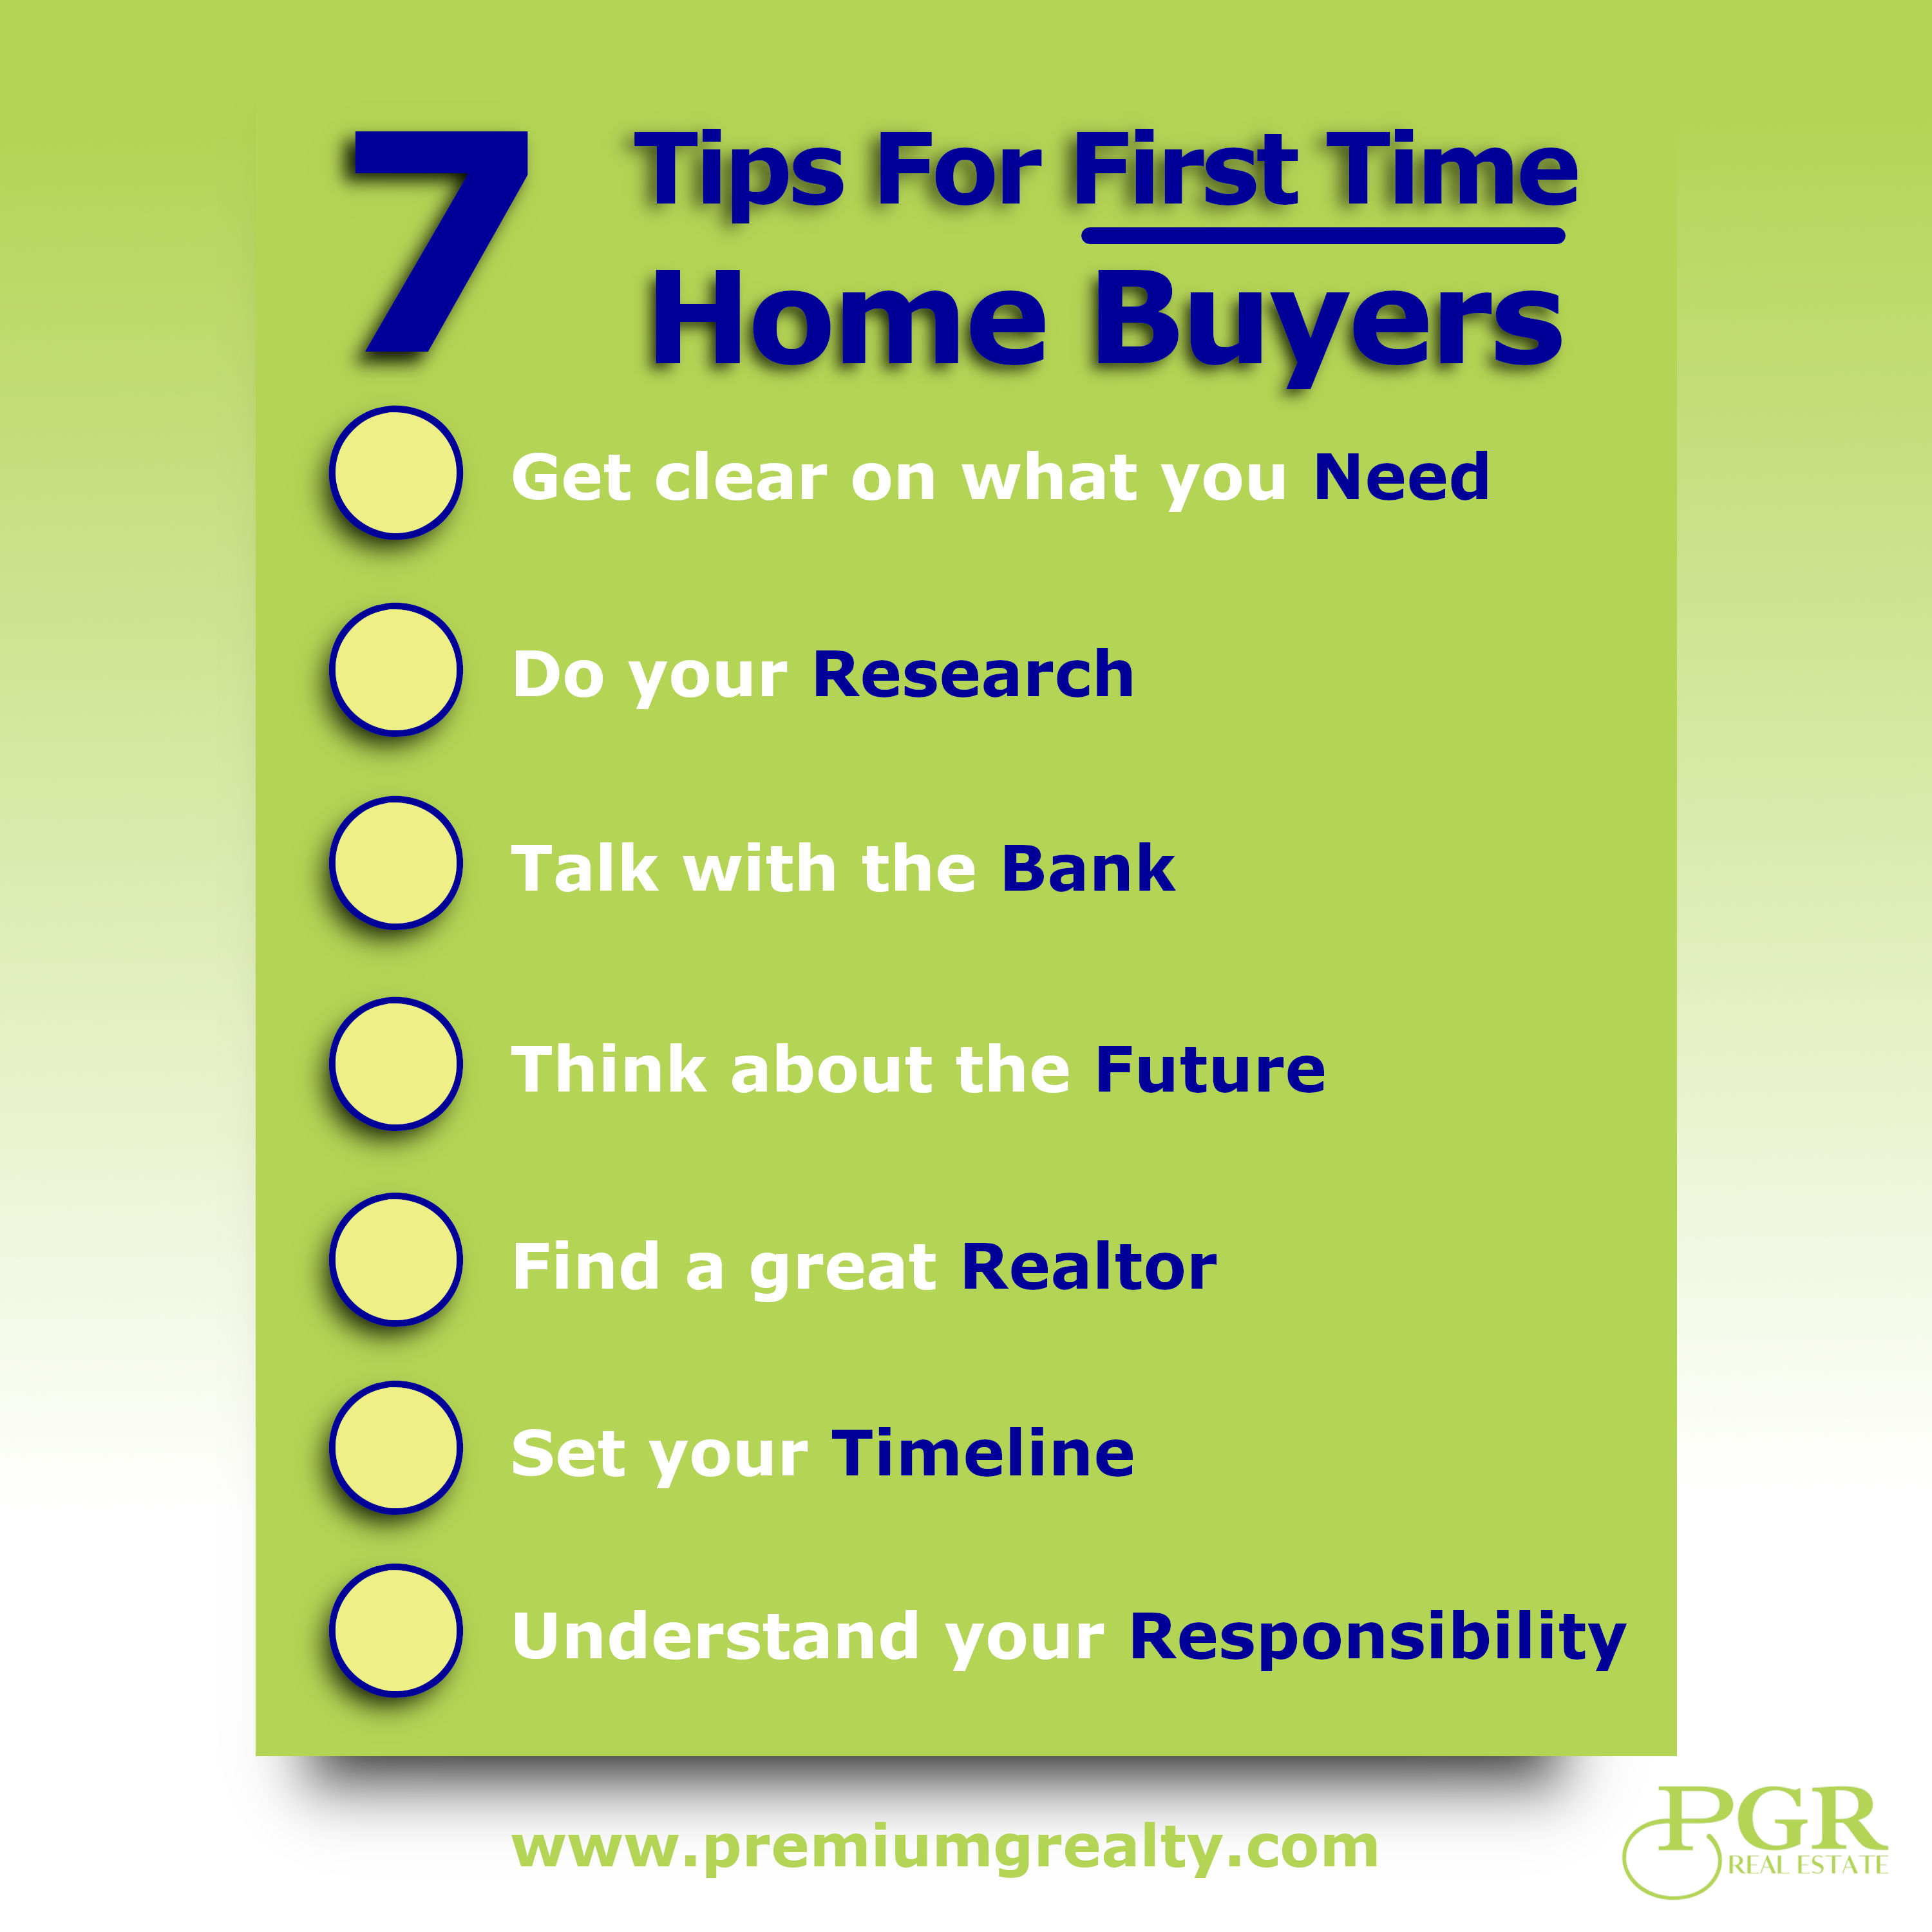 7
Tips For First Time
Home Buyers
Get clear on what you Need
Do your Research
Talk with the Bank
Think about the Future
Find a great Realtor
Set your Timeline
Understand your Responsibility
www.premiumgrealty.com
PGR
REAL ESTATE